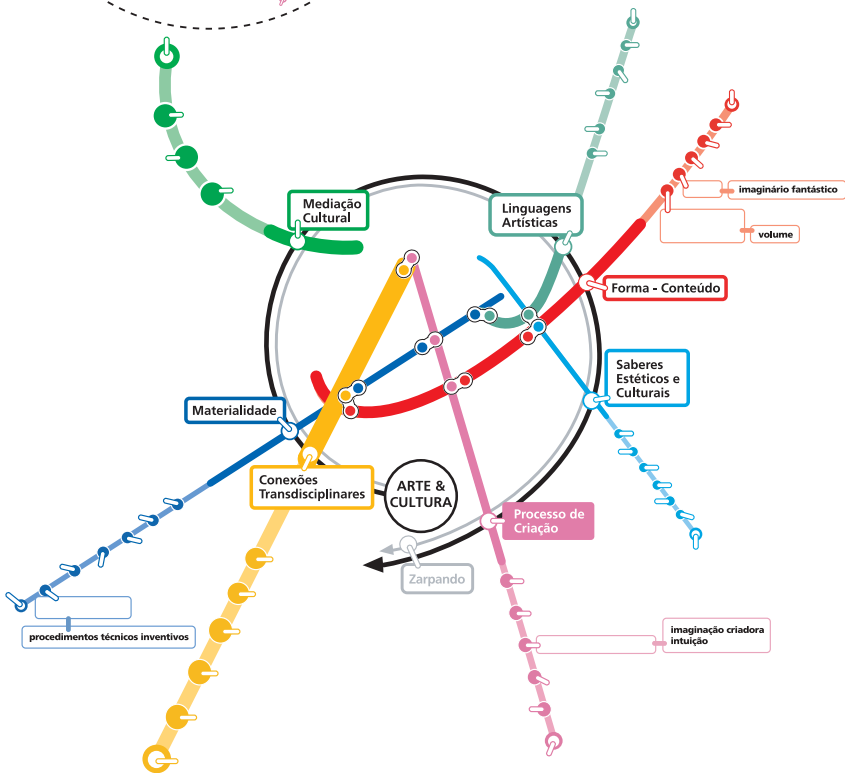 Mediação
Cultural
Linguagens
Artísticas
imaginário fantástico
volume
Forma - Conteúdo
Saberes
Estéticos e
Culturais
Materialidade
Conexões
Transdisciplinares
ARTE &
CULTURA
Processo de
Criação
Zarpando
procedimentos técnicos inventivos
imaginação criadora
intuição